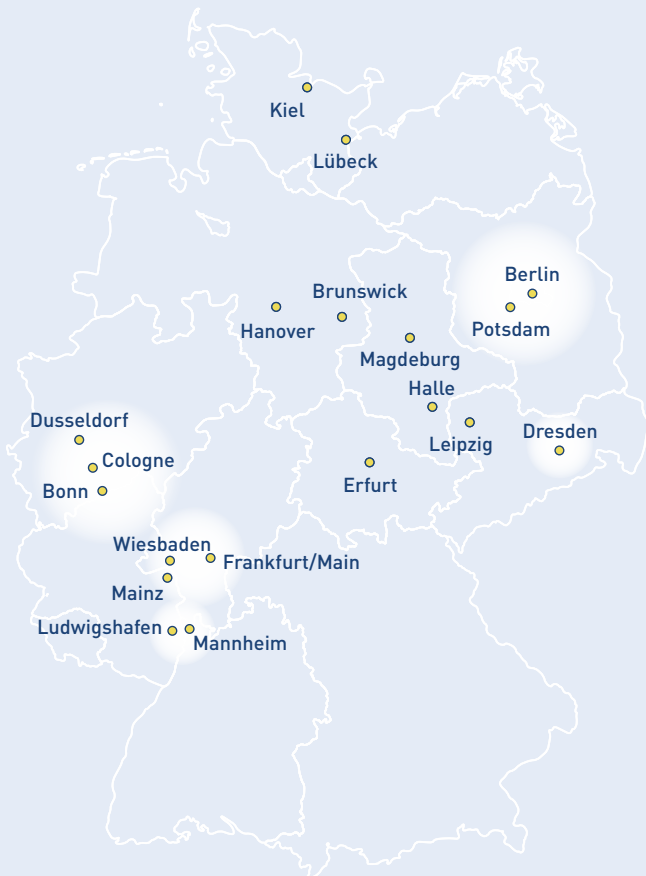 Kiel
Lübeck
Berlin
Brunswick
Potsdam
Hanover
Magdeburg
Halle
Dusseldorf
Dresden
Leipzig
Cologne
Erfurt
Bonn
Wiesbaden
Frankfurt/Main
Mainz
Ludwigshafen
Mannheim